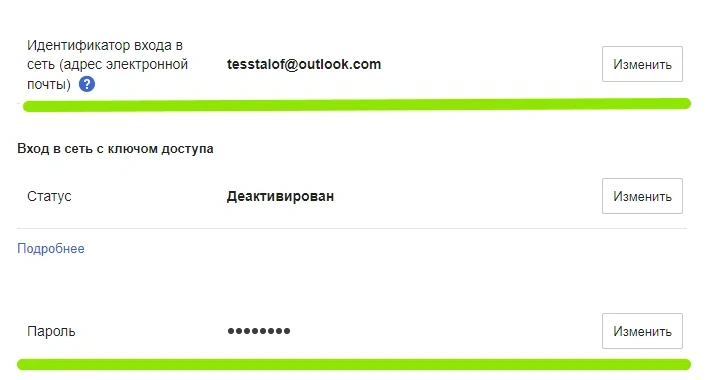 Идентификатор входа в
сеть (адрес электронной
почты) ?
tesstalof@outlook.com
Изменить
Вход в сеть с ключом доступа
Статус
Деактивирован
Изменить
Подробнее
Пароль
●●●●●●●●
Изменить